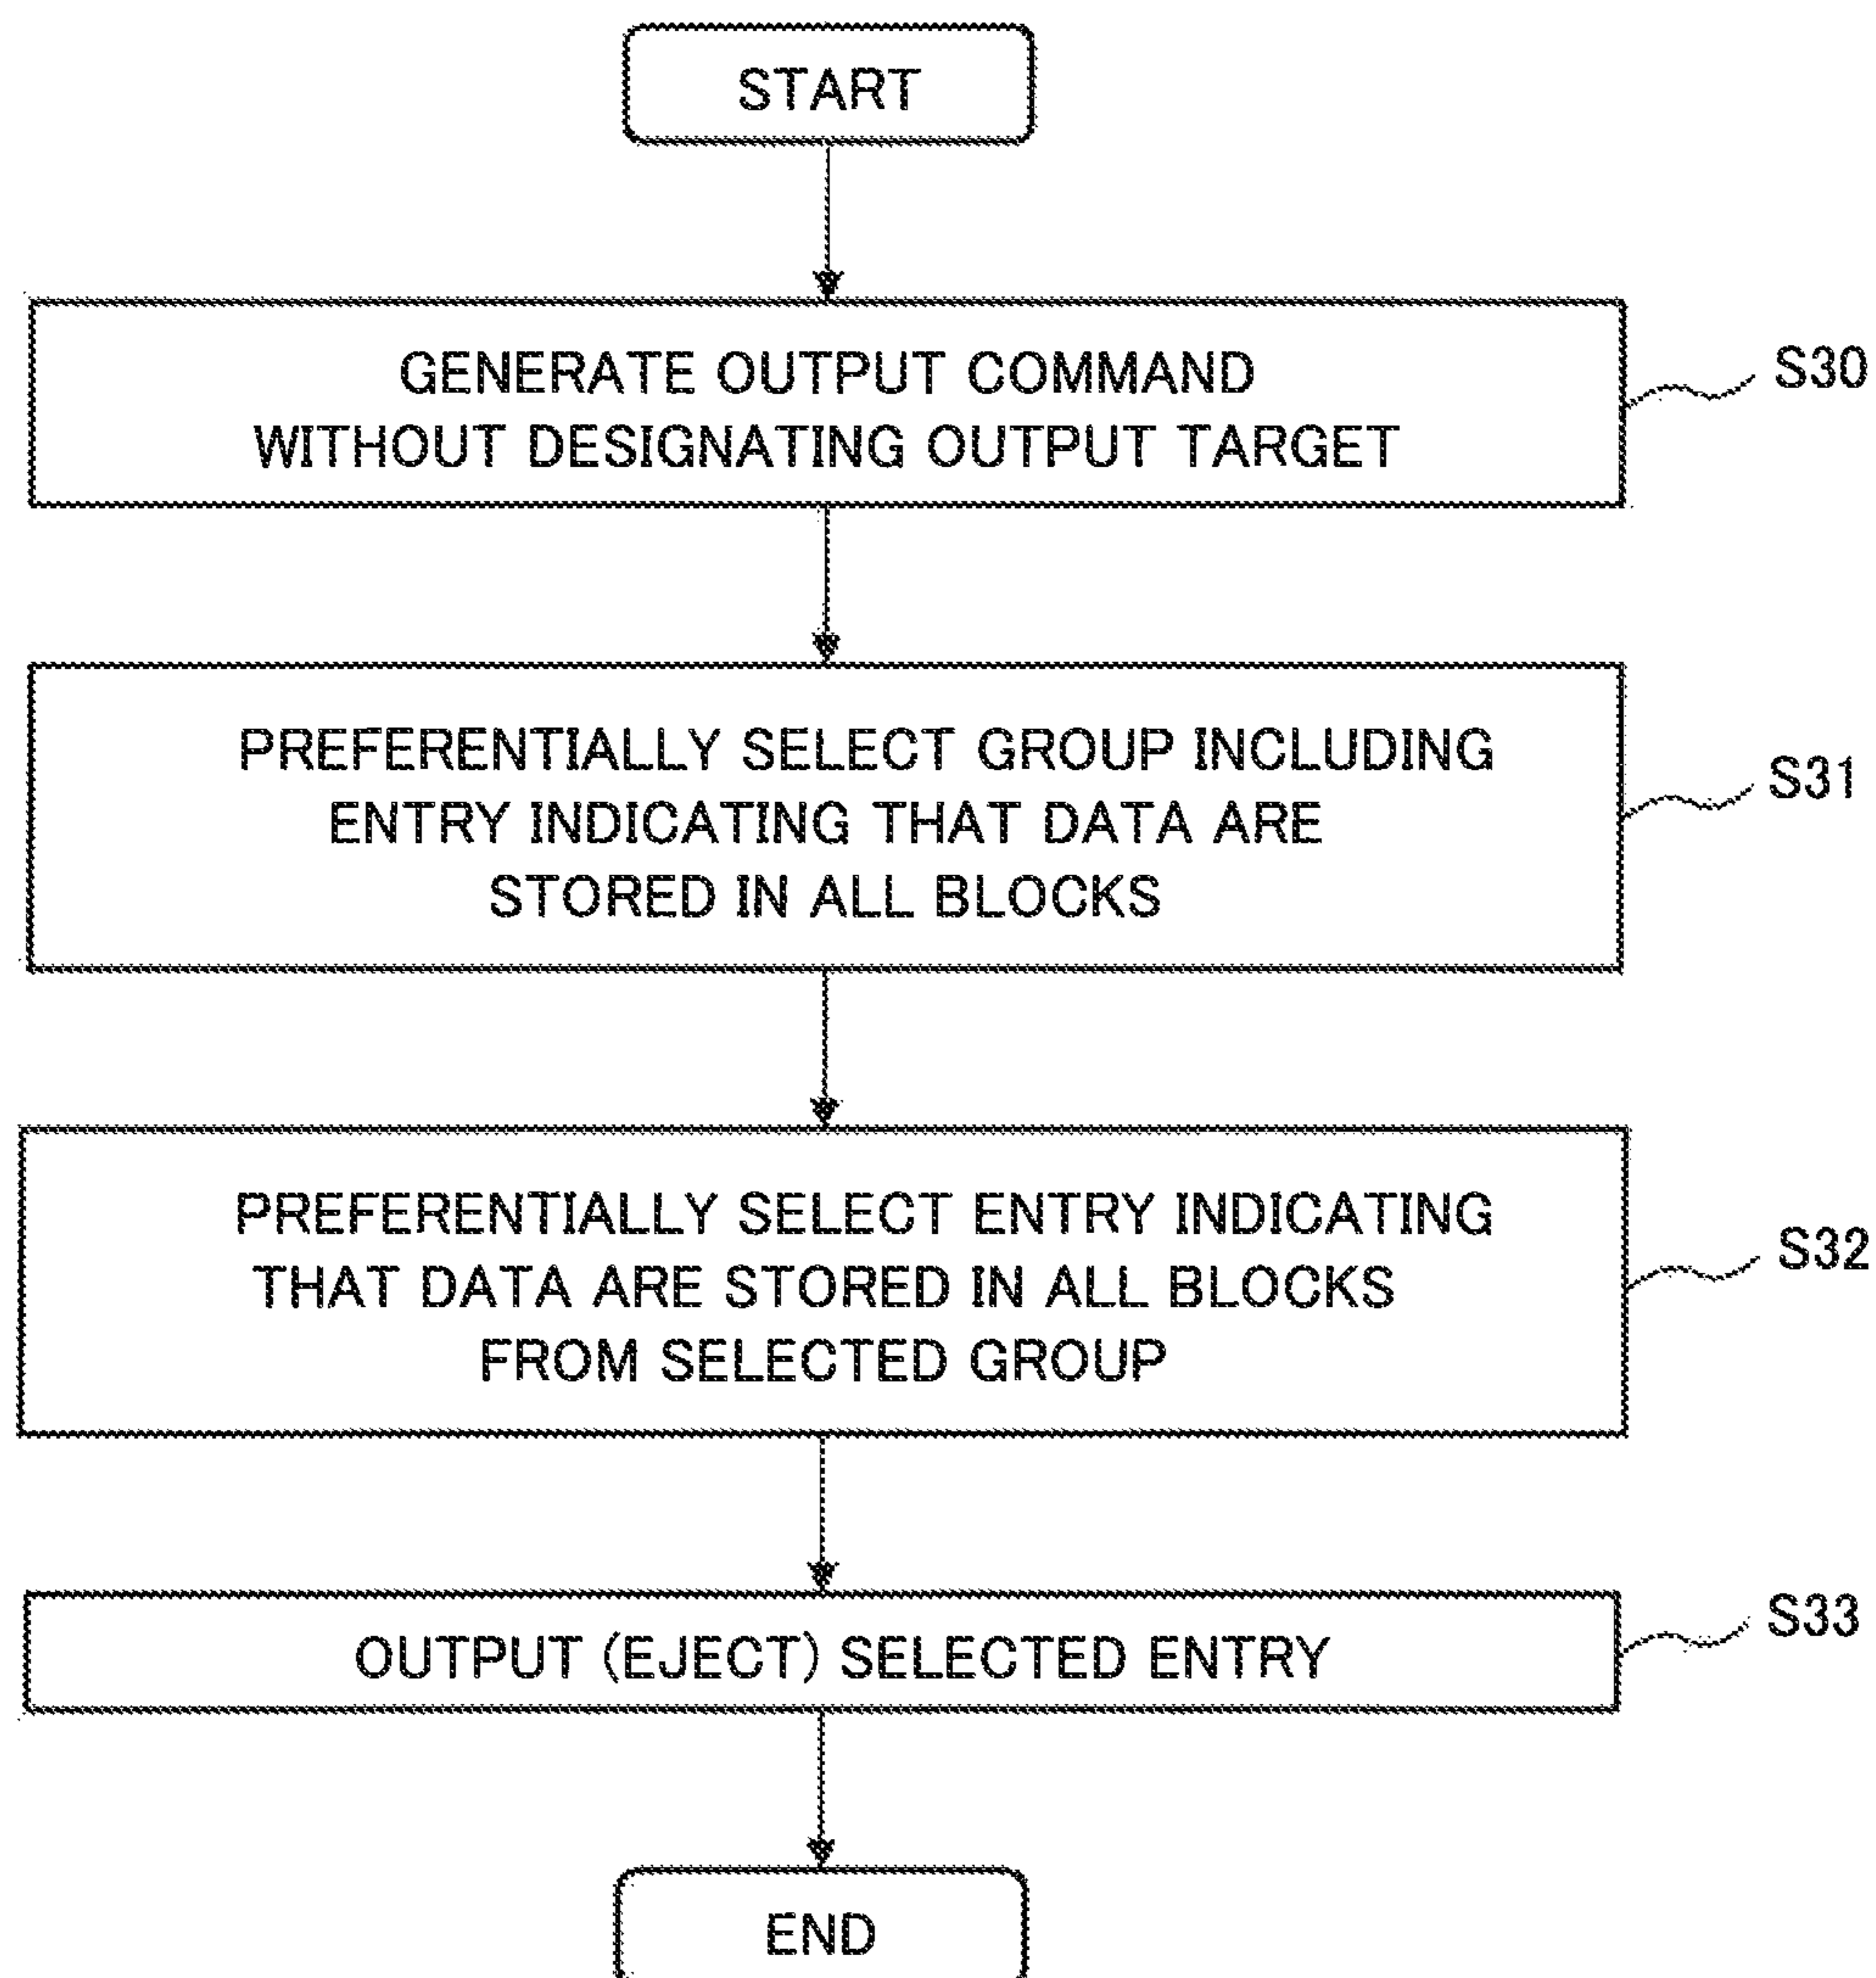 START
GENERATE OUTPUT COMMAND
WITHOUT DESIGNATING OUTPUT TARGET
S30
PREFERENTIALLY SELECT GROUP INCLUDING
ENTRY INDICATING THAT DATA ARE
STORED IN ALL BLOCKS
S31
PREFERENTIALLY SELECT ENTRY INDICATING
THAT DATA ARE STORED IN ALL BLOCKS
FROM SELECTED GROUP
S32
OUTPUT (EJECT) SELECTED ENTRY
S33
END